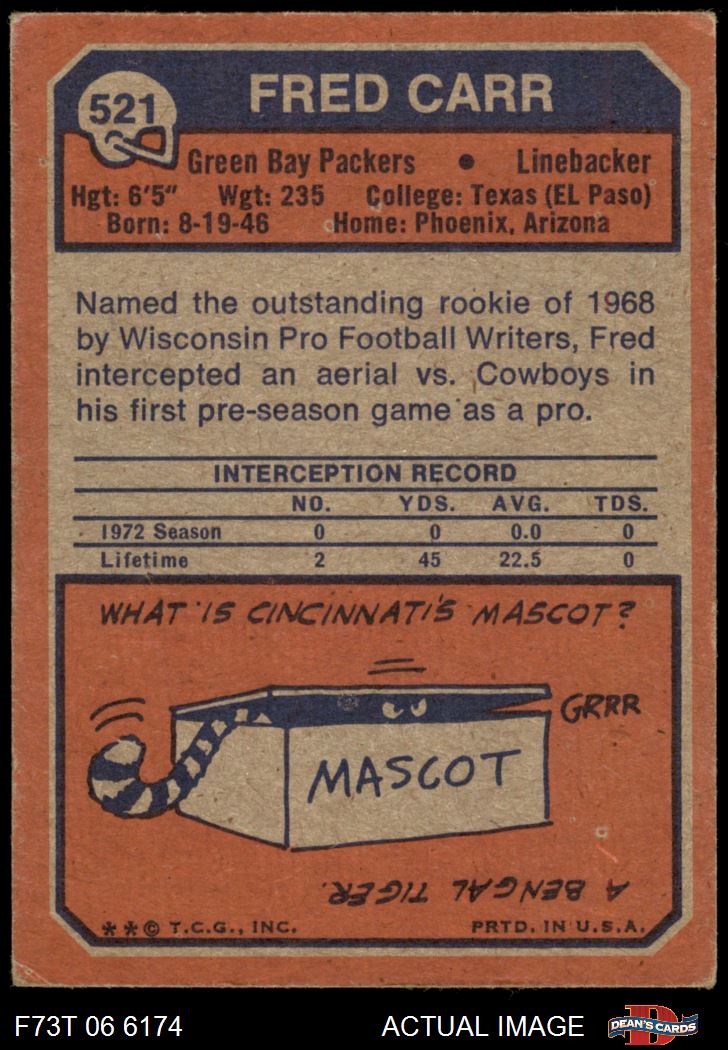 521
FRED CARR
Green Bay Packers • Linebacker
Hgt: 6'5" Wgt: 235 College: Texas (EL Paso)
Born: 8-19-46 Home: Phoenix, Arizona
Named the outstanding rookie of 1968
by Wisconsin Pro Football Writers, Fred
intercepted an aerial vs. Cowboys in
his first pre-season game as a pro.
INTERCEPTION RECORD
NO. YDS. AVG. TDS.
1972 Season 0 0 0.0 0
Lifetime 2 45 22.5 0
WHAT IS CINCINNATI'S MASCOT?
GRRR
MASCOT
A BENGAL TIGER.
**© T.C.G., INC. PRTD. IN U.S.A.
F73T 06 6174 ACTUAL IMAGE D DEAN'S CARDS